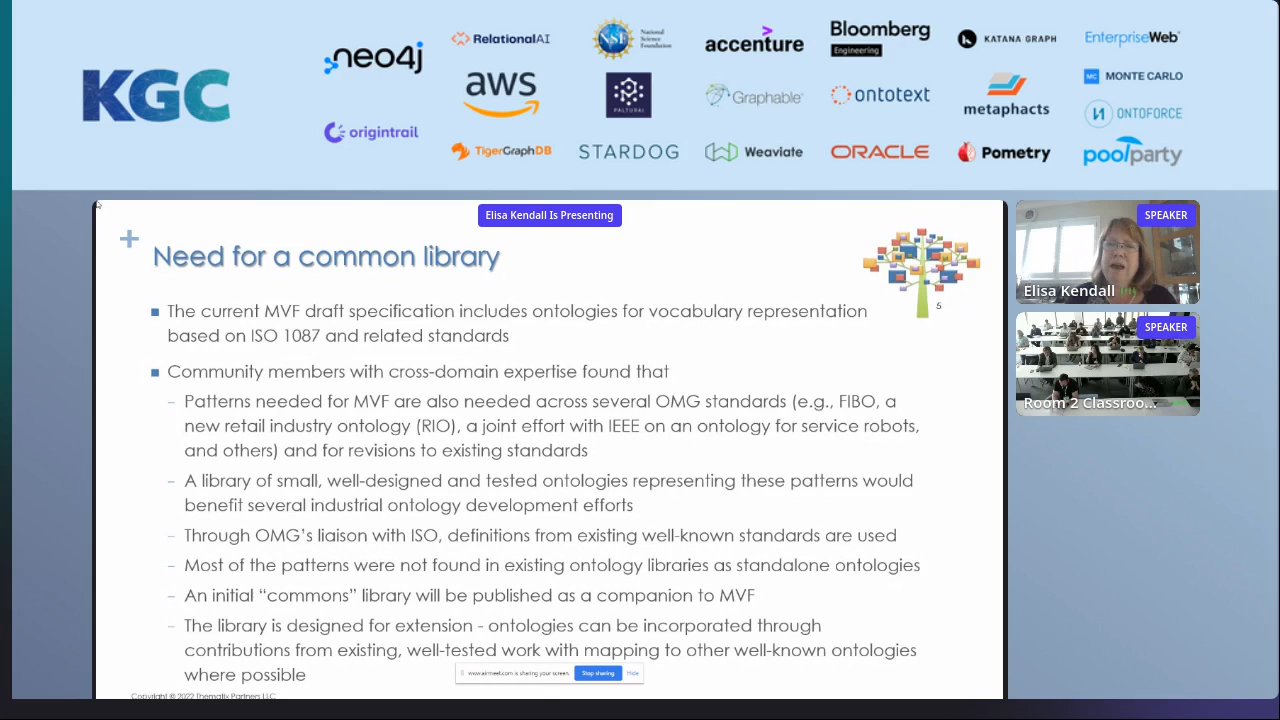 KGC
neo4j
origintrail
RelationalAI
aws
TigerGraphDB
NSF
National
Science
Foundation
PALTURAI
STARDOG
accenture
Graphable
Weaviate
Bloomberg
Engineering
ontotext
ORACLE
KATANA GRAPH
metaphacts
Pometry
EnterpriseWeb
MC MONTE CARLO
ONTOFORCE
poolparty
Elisa Kendall Is Presenting
Need for a common library
5
The current MVF draft specification includes ontologies for vocabulary representation
based on ISO 1087 and related standards
Community members with cross-domain expertise found that
– Patterns needed for MVF are also needed across several OMG standards (e.g., FIBO, a
new retail industry ontology (RIO), a joint effort with IEEE on an ontology for service robots,
and others) and for revisions to existing standards
– A library of small, well-designed and tested ontologies representing these patterns would
benefit several industrial ontology development efforts
– Through OMG's liaison with ISO, definitions from existing well-known standards are used
– Most of the patterns were not found in existing ontology libraries as standalone ontologies
– An initial “commons” library will be published as a companion to MVF
– The library is designed for extension - ontologies can be incorporated through
contributions from existing, well-tested work with mapping to other well-known ontologies
where possible
www.airmeet.com is sharing your screen. Stop sharing Hide
Copyright © 2022 Thematix Partners LLC
SPEAKER
Elisa Kendall
SPEAKER
Room 2 Classroo...